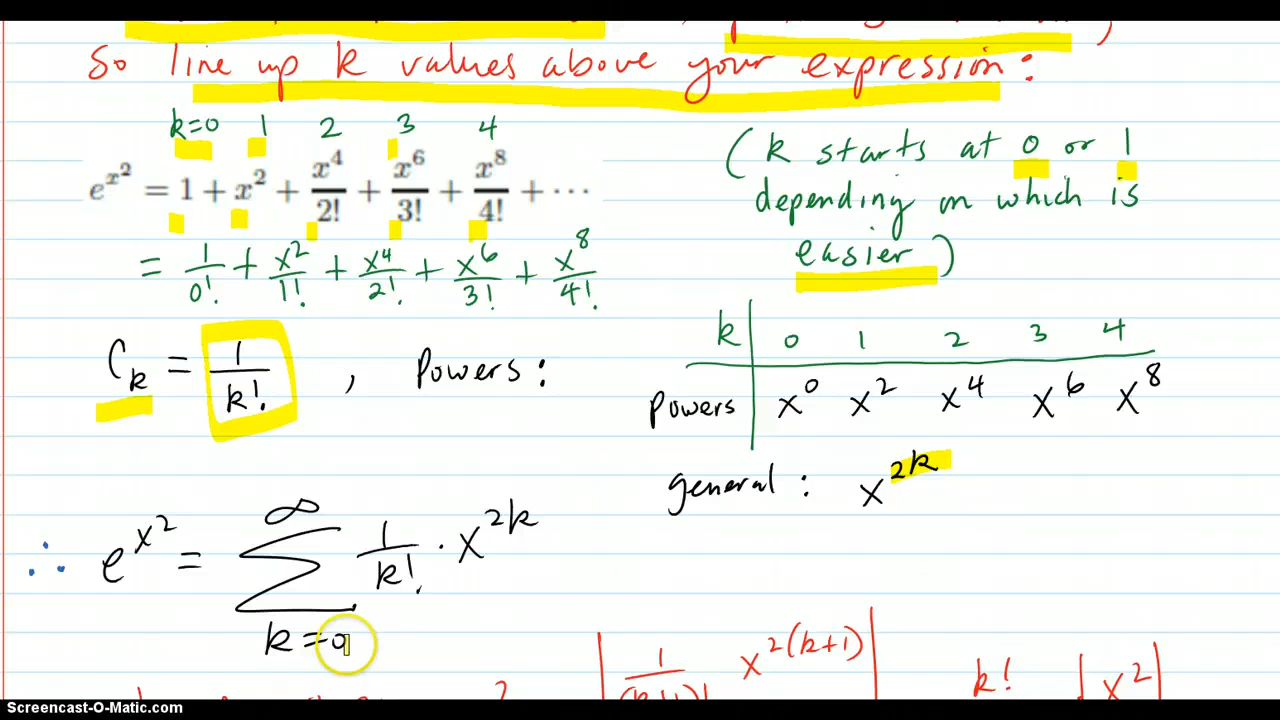 So line up k values above your expression:
k=0 1 2 3 4
e^{x^2} = 1 + x^2 + x^4/2! + x^6/3! + x^8/4! + ⋯
= 1/0! + x^2/1! + x^4/2! + x^6/3! + x^8/4!
(k starts at 0 or 1
depending on which is
easier)
C_k = 1/k! , Powers:
k | 0 1 2 3 4
Powers | x^0 x^2 x^4 x^6 x^8
general: x^{2k}
∴ e^{x^2} = ∑_{k=0}^{∞} 1/k! · x^{2k}
x^{2(k+1)} k! |x^2|
Screencast-O-Matic.com